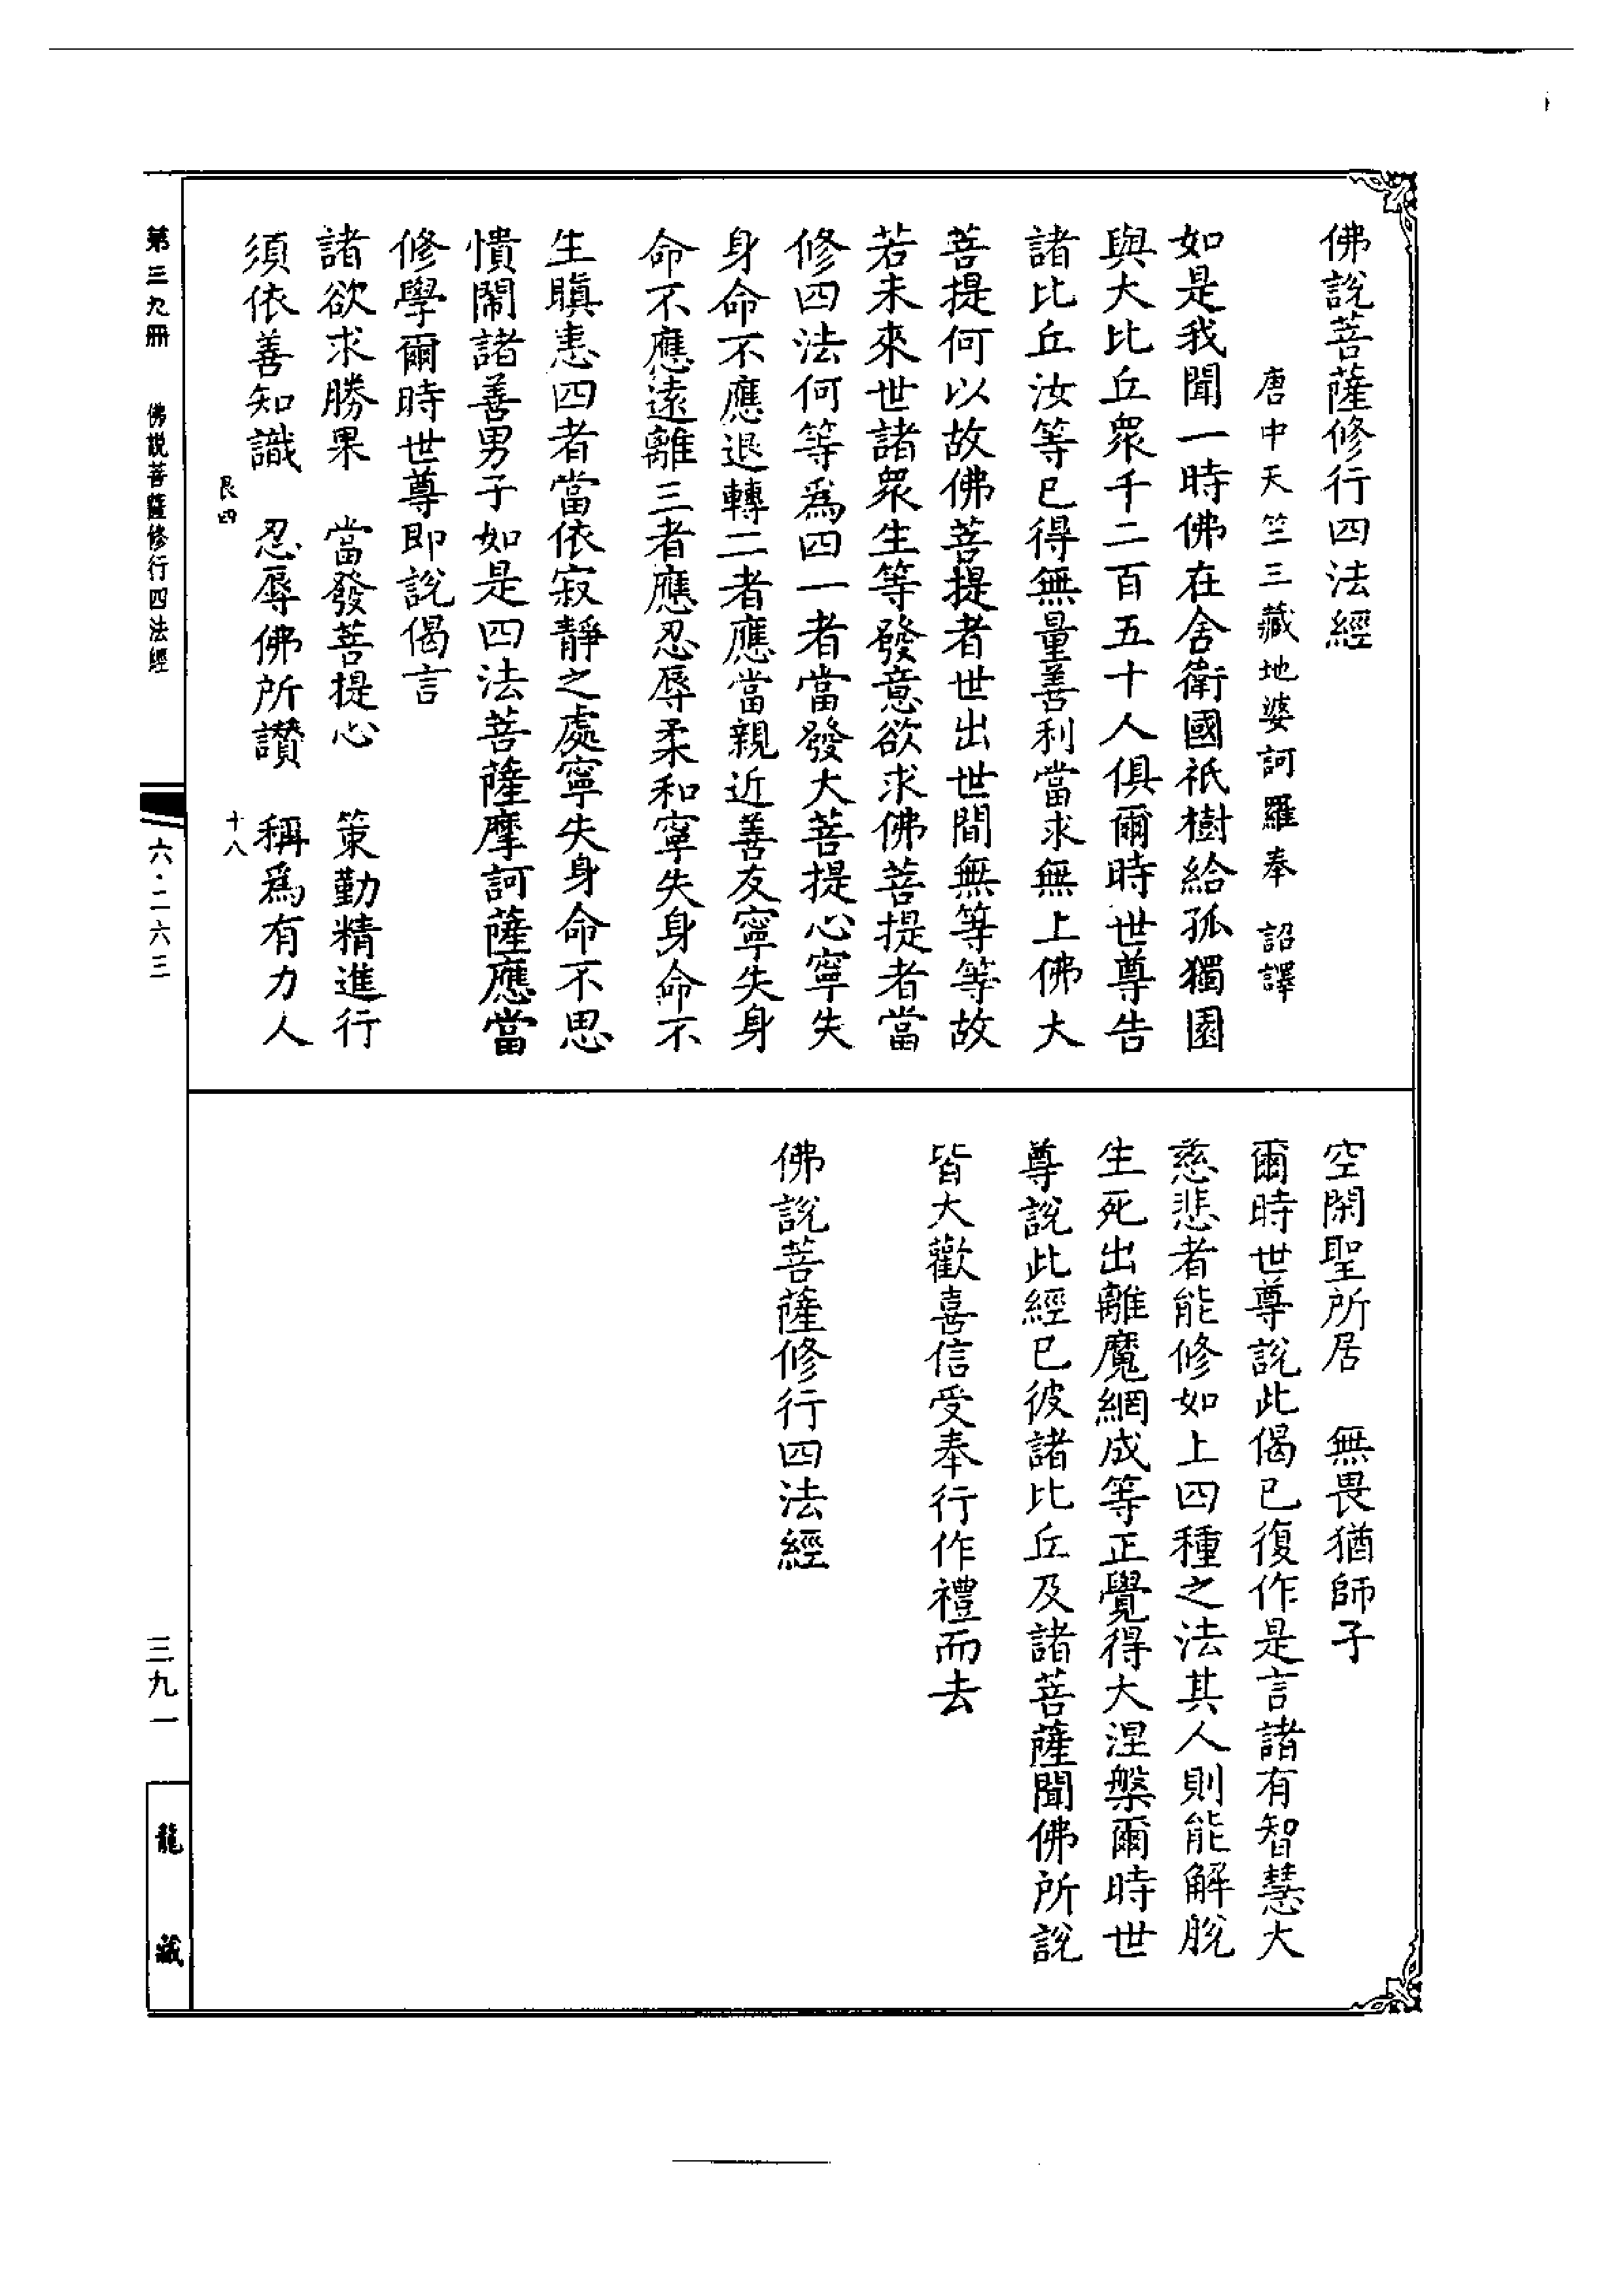 佛說菩薩修行四法經
唐中天竺三藏地婆訶羅奉 詔譯
如是我聞一時佛在舍衛國祇樹給孤獨園
與大比丘眾千二百五十人俱爾時世尊告
諸比丘汝等已得無量善利當求無上佛大
菩提何以故佛菩提者世出世間無等等故
若未來世諸眾生等發意欲求佛菩提者當
修四法何等為四一者當發大菩提心寧失
身命不應退轉二者應當親近善友寧失身
命不應遠離三者應忍辱柔和寧失身命不
生瞋恚四者當依寂靜之處寧失身命不思
憒閙諸善男子如是四法菩薩摩訶薩應當
修學爾時世尊即說偈言
諸欲求勝果 當發菩提心 策勤精進行
須依善知識 忍辱佛所讚 稱為有力人
艮四 十八
空閑聖所居 無畏猶師子
爾時世尊說此偈已復作是言諸有智慧大
慈悲者能修如上四種之法其人則能解脫
生死出離魔網成等正覺得大涅槃爾時世
尊說此經已彼諸比丘及諸菩薩聞佛所說
皆大歡喜信受奉行作禮而去
佛說菩薩修行四法經
第三九冊 佛說菩薩修行四法經 六·二六三 三九一 龍藏